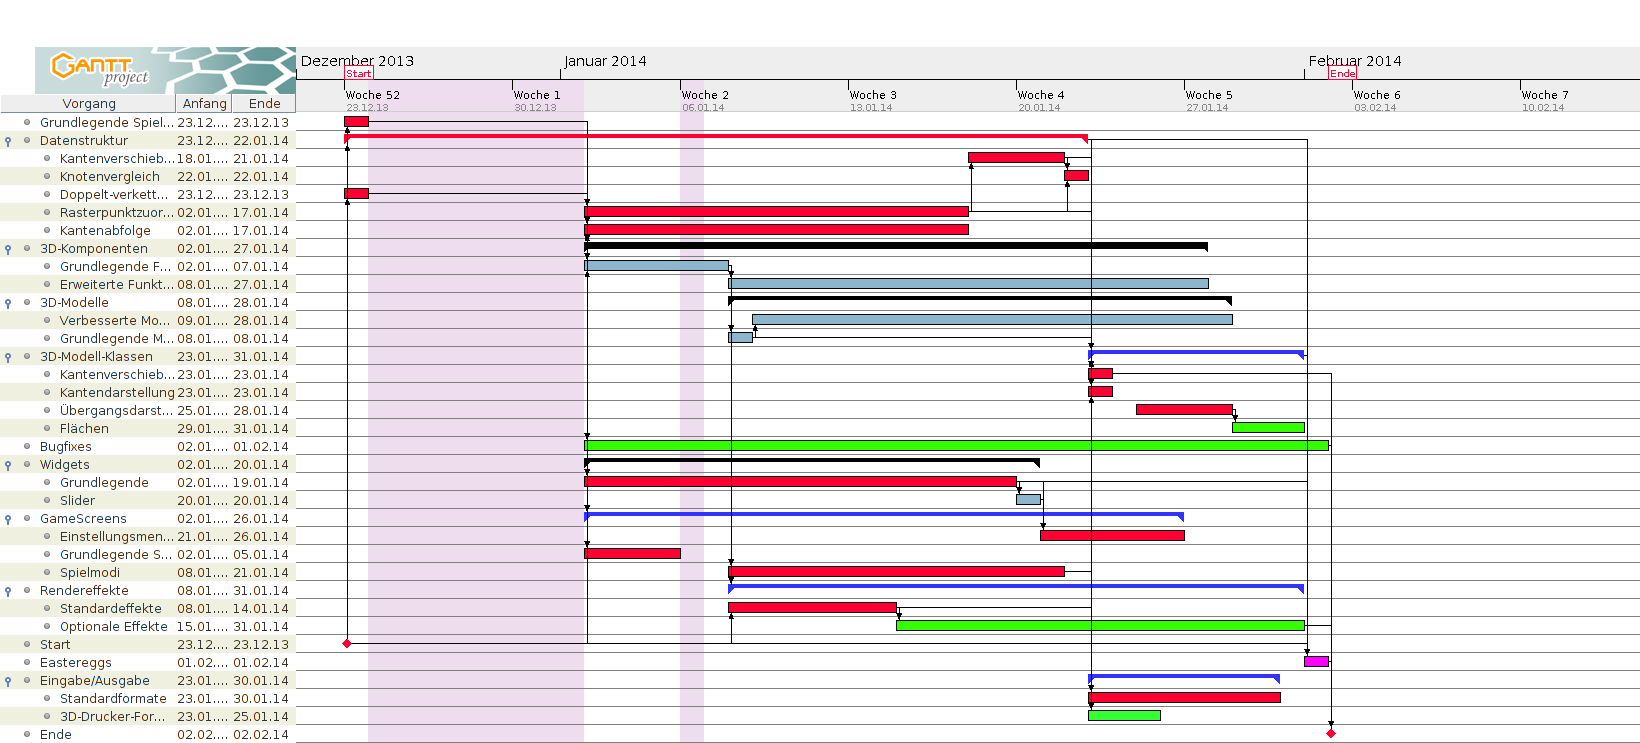 GANTT
project
Dezember 2013
Januar 2014
Februar 2014
Start
Ende
Vorgang Anfang Ende
Woche 52
23.12.13
Woche 1
30.12.13
Woche 2
06.01.14
Woche 3
13.01.14
Woche 4
20.01.14
Woche 5
27.01.14
Woche 6
03.02.14
Woche 7
10.02.14
Grundlegende Spiel... 23.12.... 23.12.13
Datenstruktur 23.12.... 22.01.14
Kantenverschieb... 18.01.... 21.01.14
Knotenvergleich 22.01.... 22.01.14
Doppelt-verkett... 23.12.... 23.12.13
Rasterpunktzuor... 02.01.... 17.01.14
Kantenabfolge 02.01.... 17.01.14
3D-Komponenten 02.01.... 27.01.14
Grundlegende F... 02.01.... 07.01.14
Erweiterte Funkt... 08.01.... 27.01.14
3D-Modelle 08.01.... 28.01.14
Verbesserte Mo... 09.01.... 28.01.14
Grundlegende M... 08.01.... 08.01.14
3D-Modell-Klassen 23.01.... 31.01.14
Kantenverschieb... 23.01.... 23.01.14
Kantendarstellung 23.01.... 23.01.14
Übergangsdarst... 25.01.... 28.01.14
Flächen 29.01.... 31.01.14
Bugfixes 02.01.... 01.02.14
Widgets 02.01.... 20.01.14
Grundlegende 02.01.... 19.01.14
Slider 20.01.... 20.01.14
GameScreens 02.01.... 26.01.14
Einstellungsmen... 21.01.... 26.01.14
Grundlegende S... 02.01.... 05.01.14
Spielmodi 08.01.... 21.01.14
Rendereffekte 08.01.... 31.01.14
Standardeffekte 08.01.... 14.01.14
Optionale Effekte 15.01.... 31.01.14
Start 23.12.... 23.12.13
Eastereggs 01.02.... 01.02.14
Eingabe/Ausgabe 23.01.... 30.01.14
Standardformate 23.01.... 30.01.14
3D-Drucker-For... 23.01.... 25.01.14
Ende 02.02.... 02.02.14